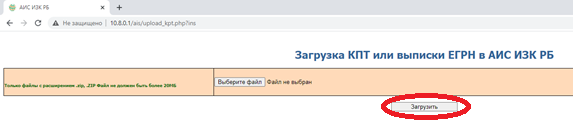 АИС ИЗК РБ
Не защищено | 10.8.0.1/ais/upload_kpt.php?ins
Загрузка КПТ или выписки ЕГРН в АИС ИЗК РБ
Только файлы с расширением .zip, .ZIP Файл не должен быть более 20МБ
Выберите файл Файл не выбран
Загрузить